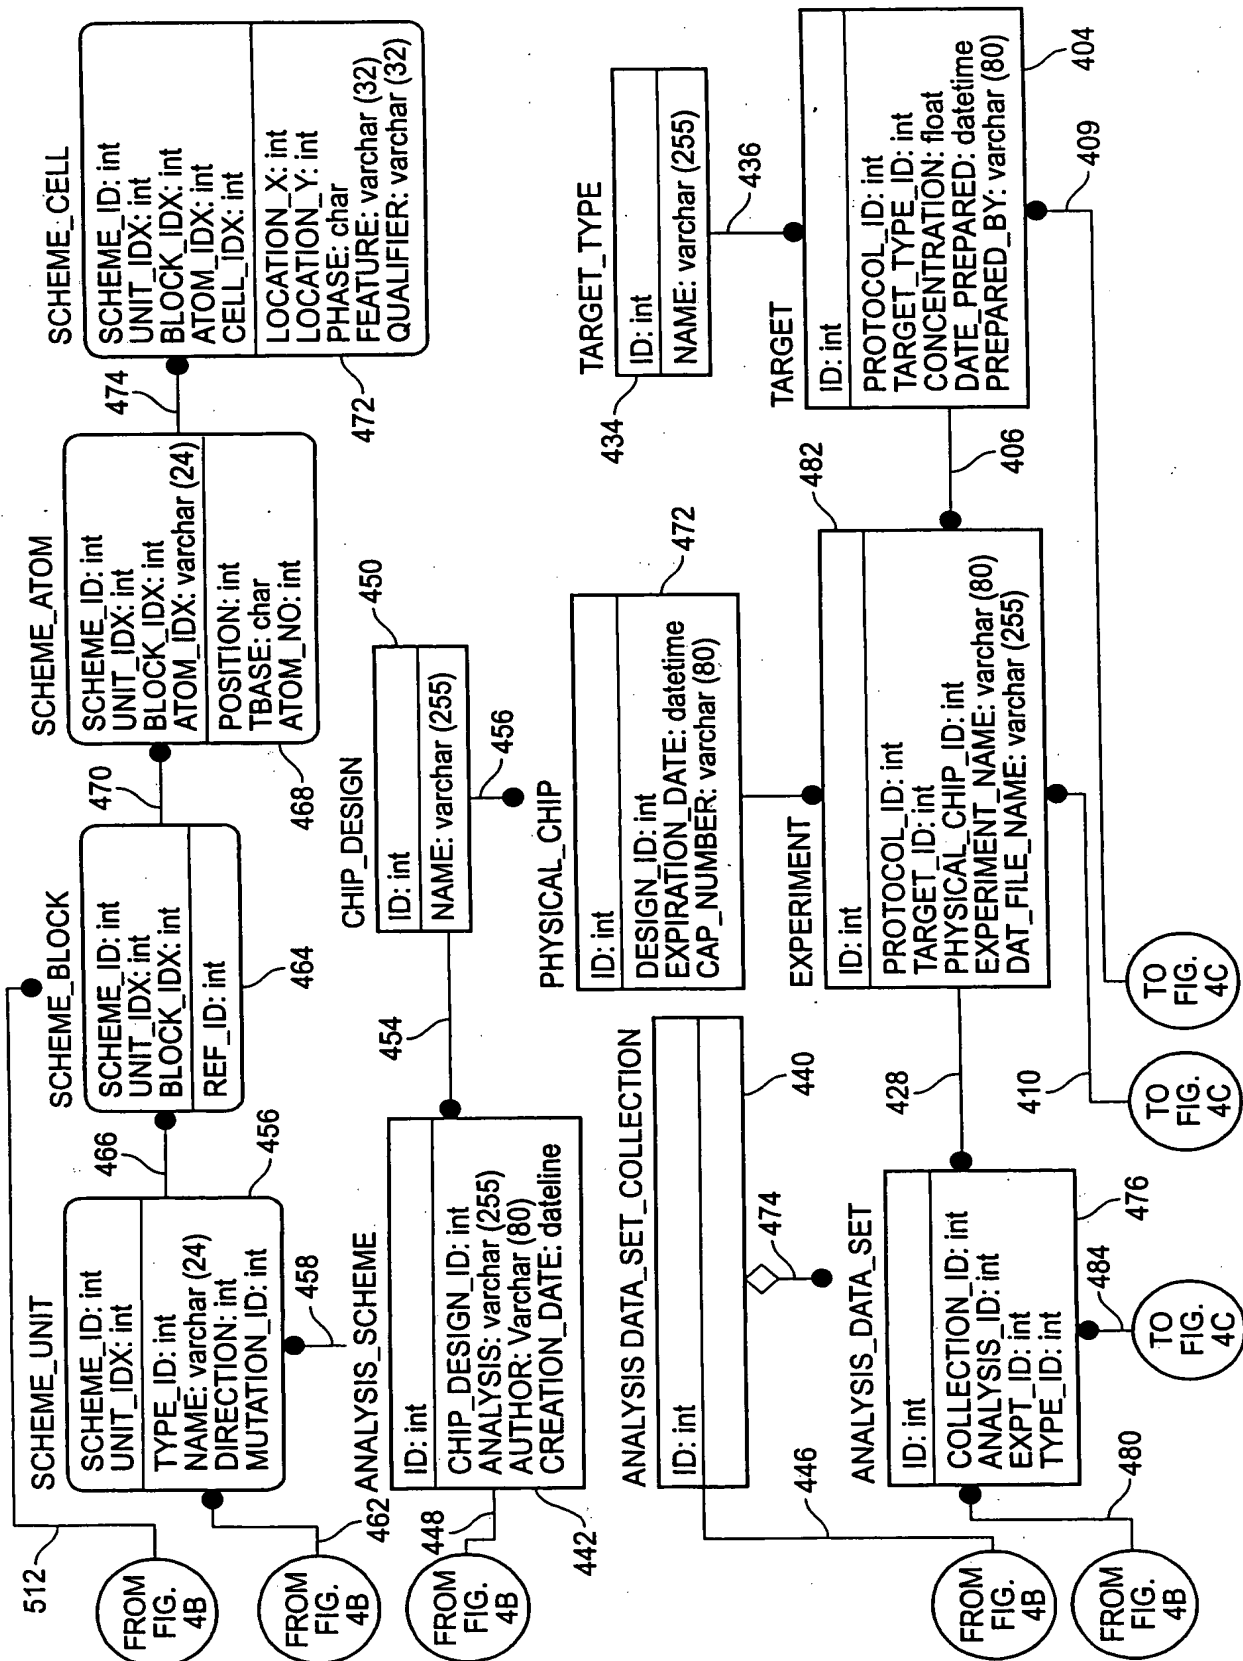 512
SCHEME_UNIT
SCHEME_ID: int
UNIT_IDX: int
TYPE_ID: int
NAME: varchar (24)
DIRECTION: int
MUTATION_ID: int
456
466
SCHEME_BLOCK
SCHEME_ID: int
UNIT_IDX: int
BLOCK_IDX: int
REF_ID: int
464
470
SCHEME_ATOM
SCHEME_ID: int
UNIT_IDX: int
BLOCK_IDX: int
ATOM_IDX: varchar (24)
POSITION: int
TBASE: char
ATOM_NO: int
468
474
SCHEME_CELL
SCHEME_ID: int
UNIT_IDX: int
BLOCK_IDX: int
ATOM_IDX: int
CELL_IDX: int
LOCATION_X: int
LOCATION_Y: int
PHASE: char
FEATURE: varchar (32)
QUALIFIER: varchar (32)
472
FROM
FIG.
4B
FROM
FIG.
4B
462
458
FROM
FIG.
4B
448
ANALYSIS_SCHEME
ID: int
CHIP_DESIGN_ID: int
ANALYSIS: varchar (255)
AUTHOR: Varchar (80)
CREATION_DATE: dateline
442
454
CHIP_DESIGN
ID: int
NAME: varchar (255)
450
456
ANALYSIS DATA_SET_COLLECTION
ID: int
440
446
474
PHYSICAL_CHIP
ID: int
DESIGN_ID: int
EXPIRATION_DATE: datetime
CAP_NUMBER: varchar (80)
472
TARGET_TYPE
ID: int
NAME: varchar (255)
434
436
FROM
FIG.
4B
FROM
FIG.
4B
480
ANALYSIS_DATA_SET
ID: int
COLLECTION_ID: int
ANALYSIS_ID: int
EXPT_ID: int
TYPE_ID: int
476
484
428
EXPERIMENT
ID: int
PROTOCOL_ID: int
TARGET_ID: int
PHYSICAL_CHIP_ID: int
EXPERIMENT_NAME: varchar (80)
DAT_FILE_NAME: varchar (255)
482
406
TARGET
ID: int
PROTOCOL_ID: int
TARGET_TYPE_ID: int
CONCENTRATION: float
DATE_PREPARED: datetime
PREPARED_BY: varchar (80)
404
410
409
TO
FIG.
4C
TO
FIG.
4C
TO
FIG.
4C